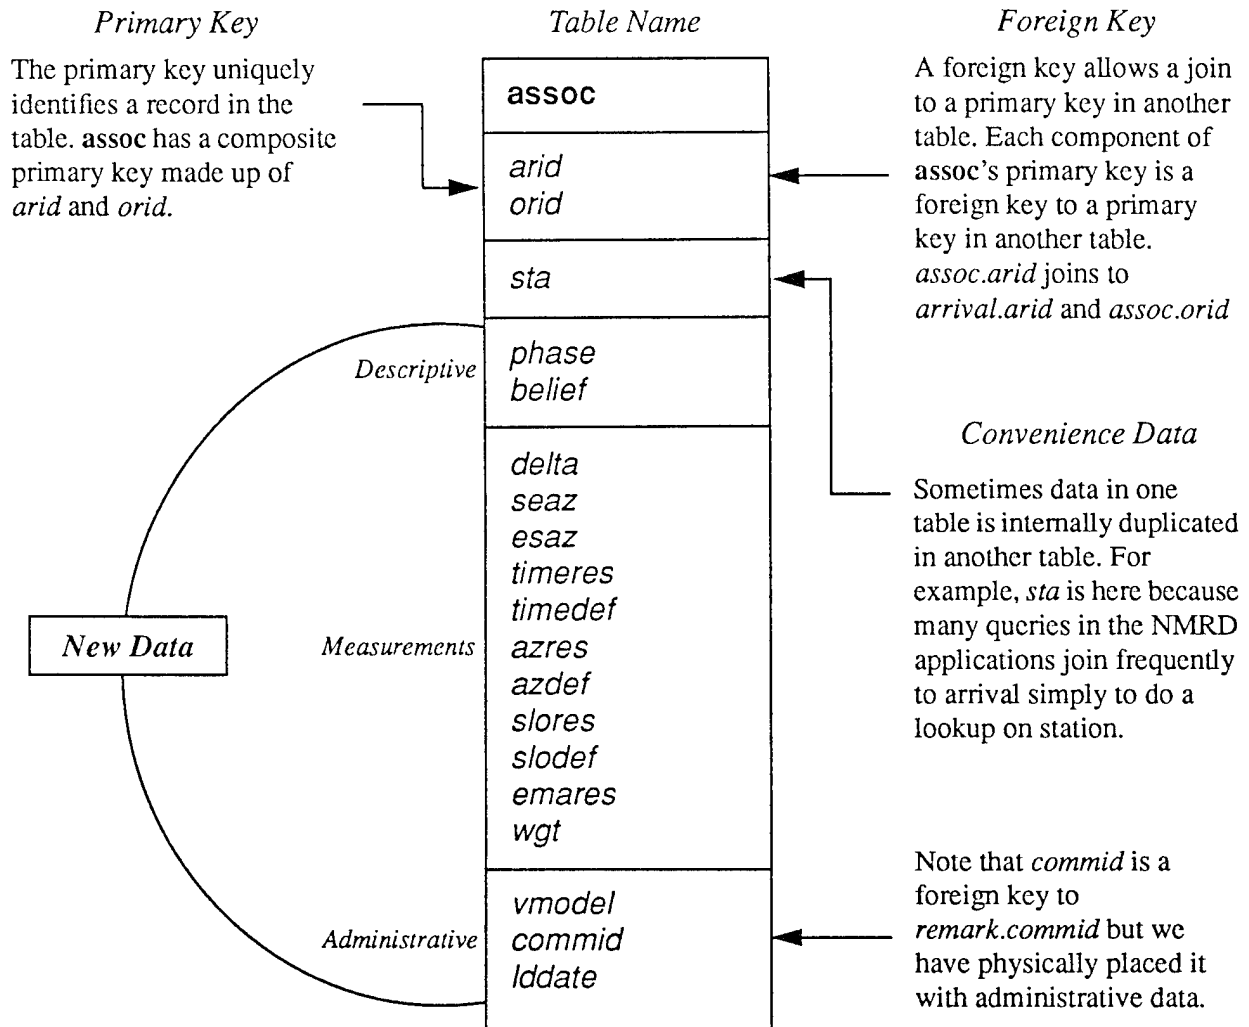 Primary Key
The primary key uniquely
identifies a record in the
table. assoc has a composite
primary key made up of
arid and orid.
Table Name
assoc
arid
orid
sta
phase
belief
delta
seaz
esaz
timeres
timedef
azres
azdef
slores
slodef
emares
wgt
vmodel
commid
lddate
Descriptive
Measurements
Administrative
New Data
Foreign Key
A foreign key allows a join
to a primary key in another
table. Each component of
assoc's primary key is a
foreign key to a primary
key in another table.
assoc.arid joins to
arrival.arid and assoc.orid
Convenience Data
Sometimes data in one
table is internally duplicated
in another table. For
example, sta is here because
many queries in the NMRD
applications join frequently
to arrival simply to do a
lookup on station.
Note that commid is a
foreign key to
remark.commid but we
have physically placed it
with administrative data.